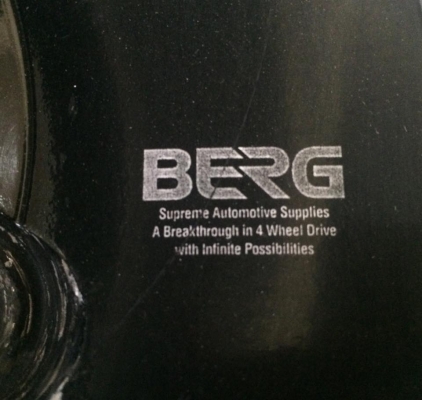 BERG
Supreme Automotive Supplies
A Breakthrough in 4 Wheel Drive
with Infinite Possibilities